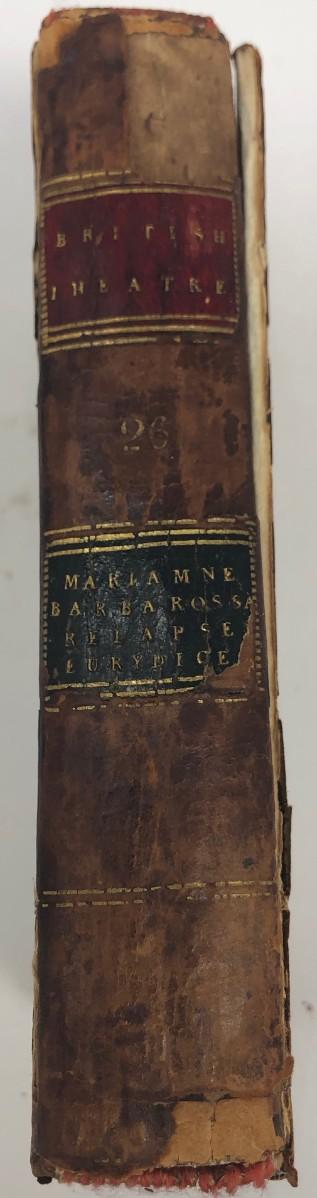 BRITISH
THEATRE
26
MARIAMNE
BARBAROSSA
RELAPSE
EURYDICE